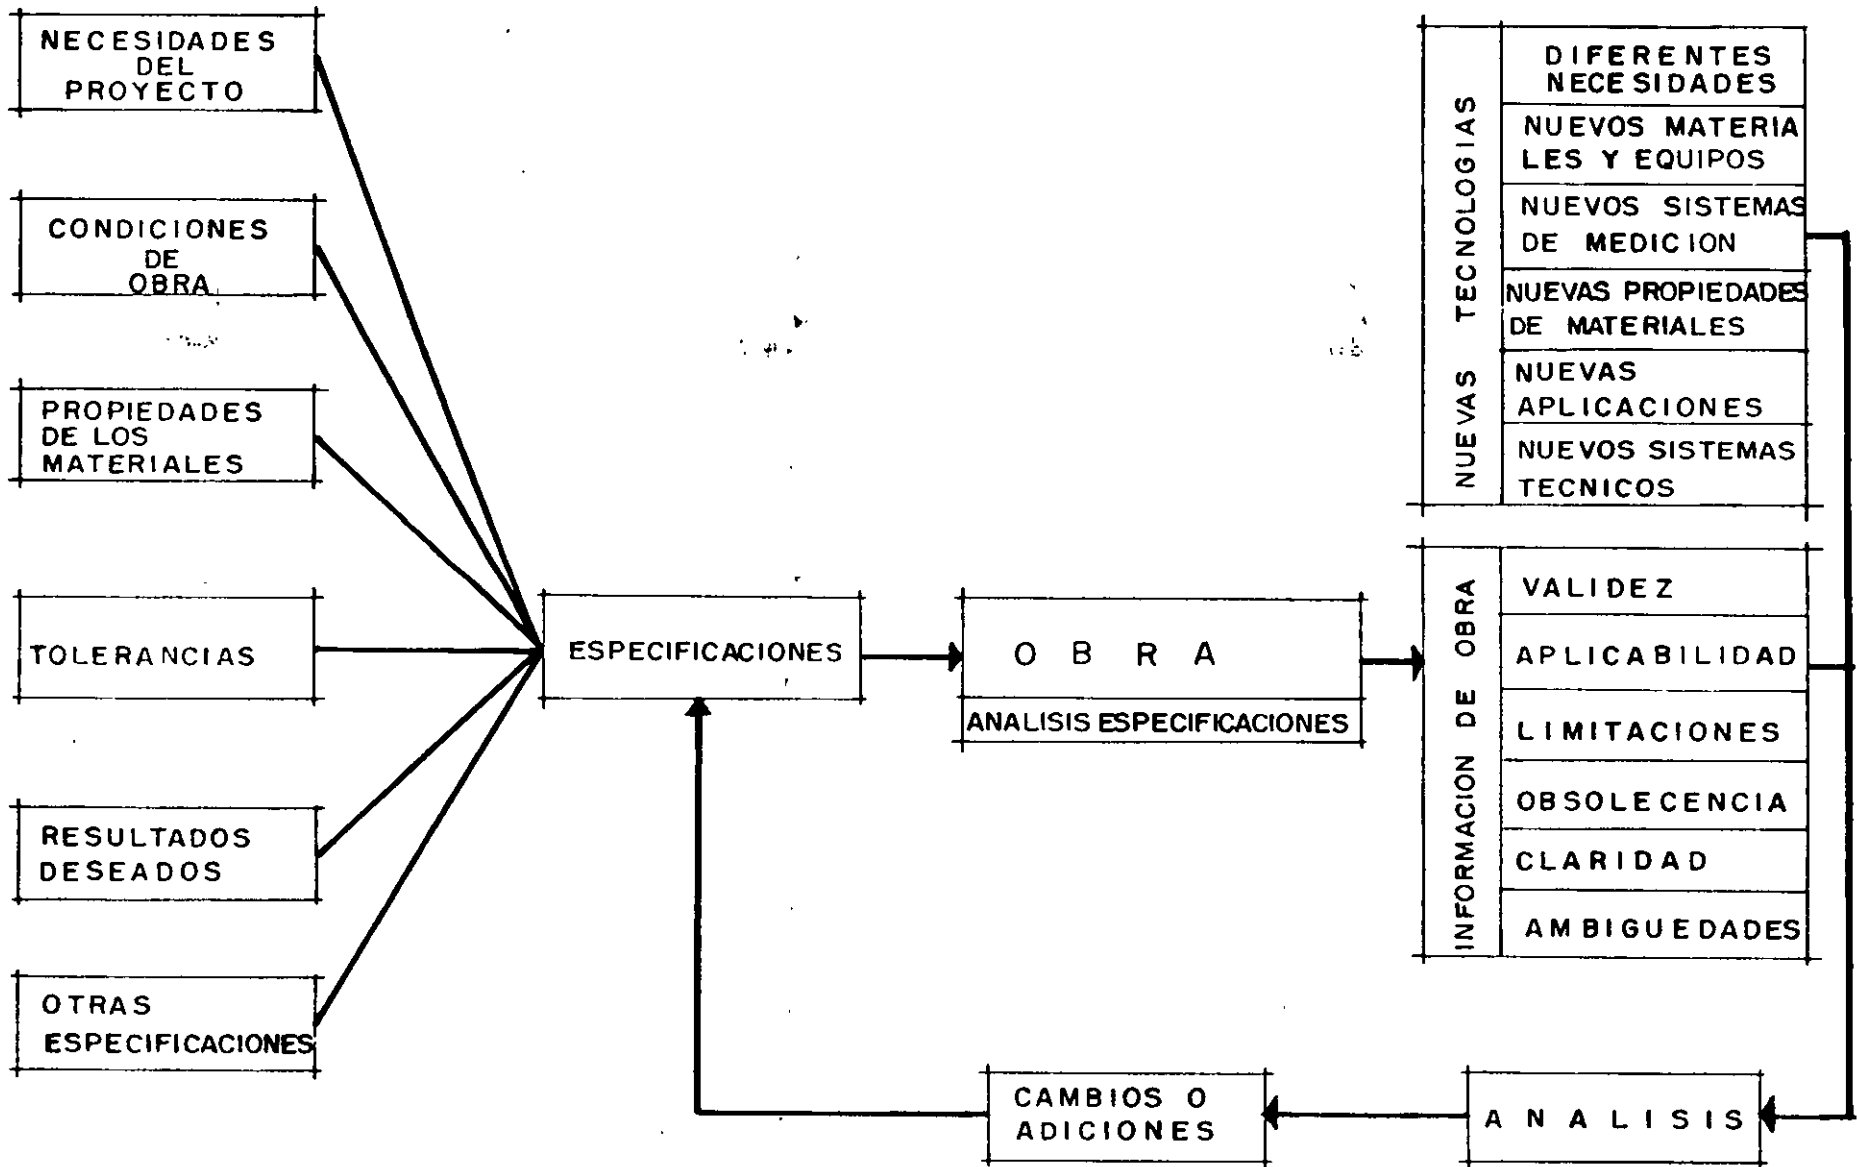 NECESIDADES
DEL
PROYECTO
CONDICIONES
DE
OBRA
PROPIEDADES
DE LOS
MATERIALES
TOLERANCIAS
RESULTADOS
DESEADOS
OTRAS
ESPECIFICACIONES
ESPECIFICACIONES
OBRA
ANALISIS ESPECIFICACIONES
NUEVAS TECNOLOGIAS
DIFERENTES
NECESIDADES
NUEVOS MATERIA
LES Y EQUIPOS
NUEVOS SISTEMAS
DE MEDICION
NUEVAS PROPIEDADES
DE MATERIALES
NUEVAS
APLICACIONES
NUEVOS SISTEMAS
TECNICOS
INFORMACION DE OBRA
VALIDEZ
APLICABILIDAD
LIMITACIONES
OBSOLECENCIA
CLARIDAD
AMBIGUEDADES
CAMBIOS O
ADICIONES
ANALISIS